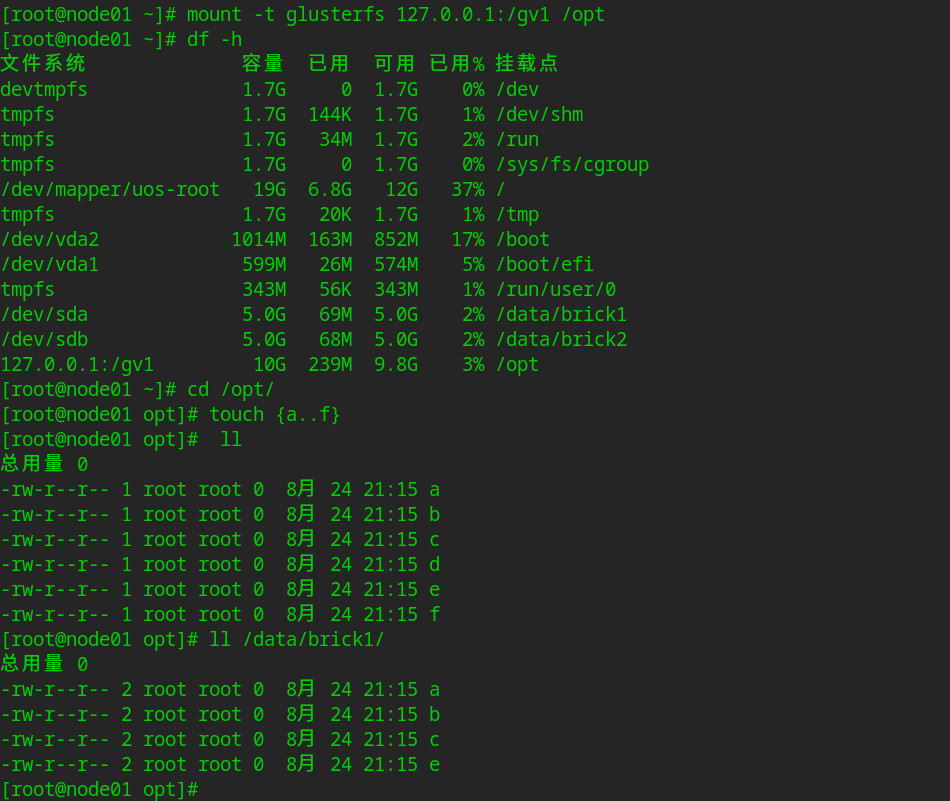 [root@node01 ~]# mount -t glusterfs 127.0.0.1:/gv1 /opt
[root@node01 ~]# df -h
文件系统              容量  已用  可用 已用% 挂载点
devtmpfs              1.7G     0  1.7G    0% /dev
tmpfs                 1.7G  144K  1.7G    1% /dev/shm
tmpfs                 1.7G   34M  1.7G    2% /run
tmpfs                 1.7G     0  1.7G    0% /sys/fs/cgroup
/dev/mapper/uos-root   19G  6.8G   12G   37% /
tmpfs                 1.7G   20K  1.7G    1% /tmp
/dev/vda2            1014M  163M  852M   17% /boot
/dev/vda1             599M   26M  574M    5% /boot/efi
tmpfs                 343M   56K  343M    1% /run/user/0
/dev/sda              5.0G   69M  5.0G    2% /data/brick1
/dev/sdb              5.0G   68M  5.0G    2% /data/brick2
127.0.0.1:/gv1         10G  239M  9.8G    3% /opt
[root@node01 ~]# cd /opt/
[root@node01 opt]# touch {a..f}
[root@node01 opt]#  ll
总用量 0
-rw-r--r-- 1 root root 0  8月 24 21:15 a
-rw-r--r-- 1 root root 0  8月 24 21:15 b
-rw-r--r-- 1 root root 0  8月 24 21:15 c
-rw-r--r-- 1 root root 0  8月 24 21:15 d
-rw-r--r-- 1 root root 0  8月 24 21:15 e
-rw-r--r-- 1 root root 0  8月 24 21:15 f
[root@node01 opt]# ll /data/brick1/
总用量 0
-rw-r--r-- 2 root root 0  8月 24 21:15 a
-rw-r--r-- 2 root root 0  8月 24 21:15 b
-rw-r--r-- 2 root root 0  8月 24 21:15 c
-rw-r--r-- 2 root root 0  8月 24 21:15 e
[root@node01 opt]#